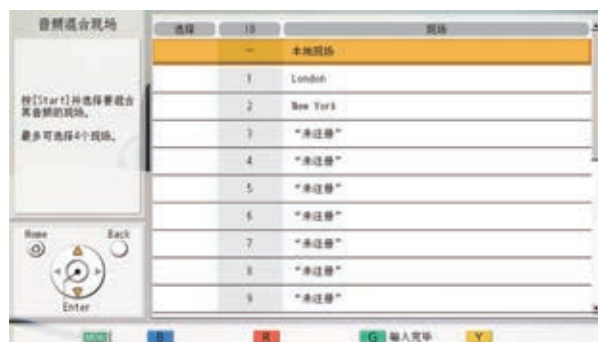 音频混合现场
按[Start]并选择要混合
其音频的现场。
最多可选择4个现场。
Home
Back
Enter
选择 ID 现场
— 本地现场
1 London
2 New York
3 "未注册"
4 "未注册"
5 "未注册"
6 "未注册"
7 "未注册"
8 "未注册"
9 "未注册"
MENU B R G 输入完毕 Y